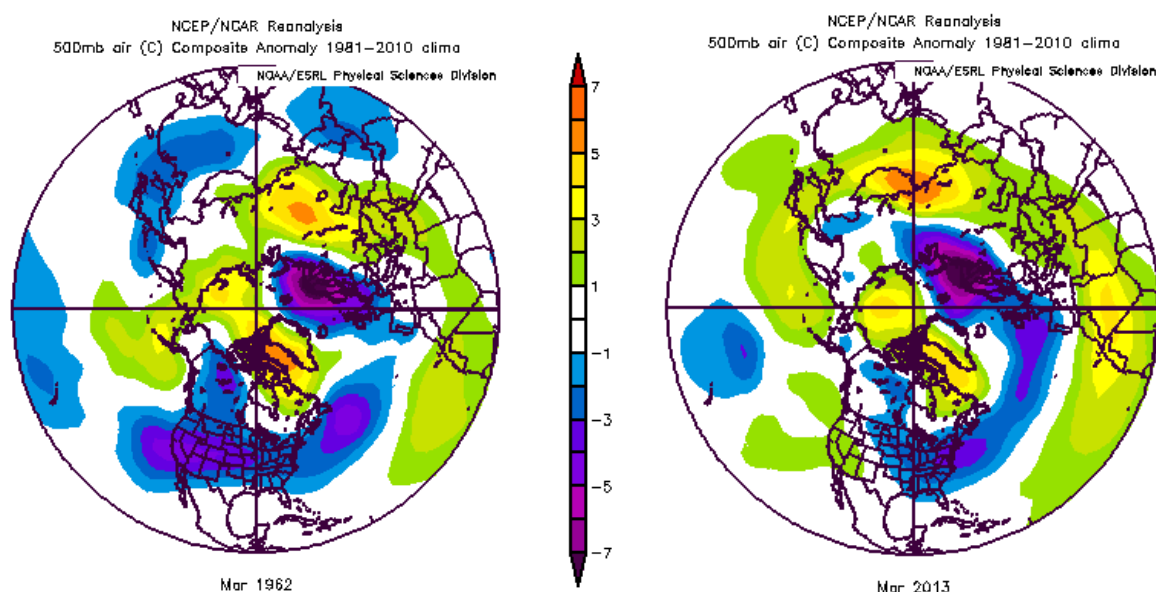 NCEP/NCAR Reanalysis
500mb air (C) Composite Anomaly 1981-2010 clima
NOAA/ESRL Physical Sciences Division
Mar 1962
7
5
3
1
-1
-3
-5
-7
NCEP/NCAR Reanalysis
500mb air (C) Composite Anomaly 1981-2010 clima
NOAA/ESRL Physical Sciences Division
Mar 2013